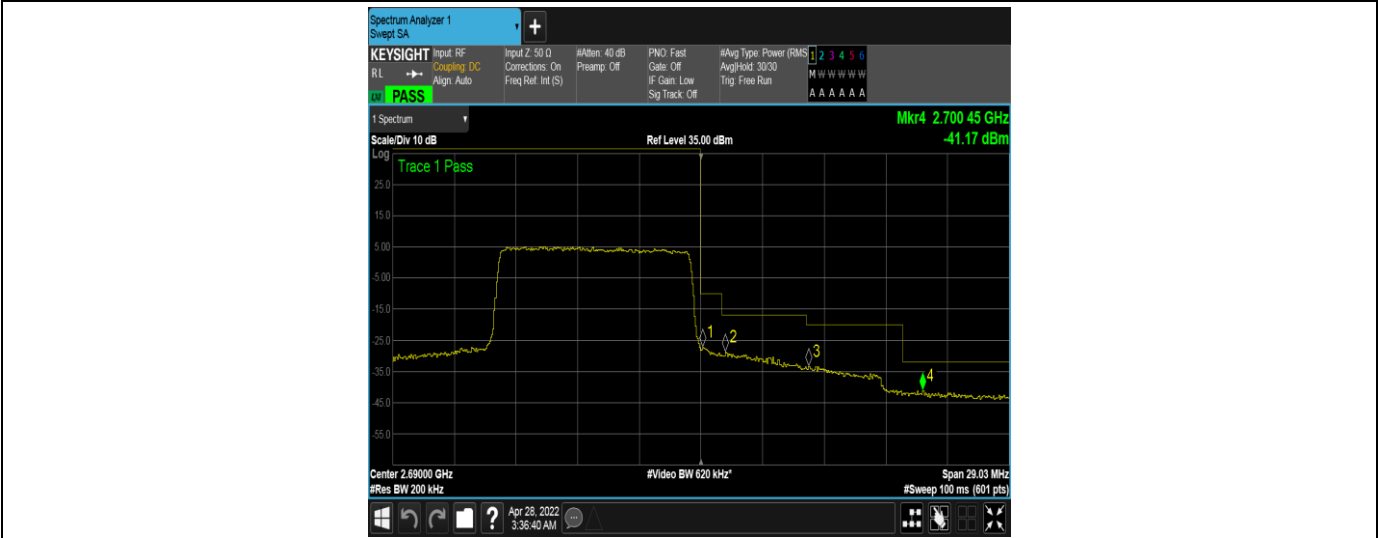 Spectrum Analyzer 1
Swept SA
+
KEYSIGHT Input: RF Input Z: 50 Ω #Atten: 40 dB PNO: Fast #Avg Type: Power (RMS 1 2 3 4 5 6
Coupling: DC Corrections: On Preamp: Off Gate: Off Avg|Hold: 30/30
RL Align: Auto Freq Ref: Int (S) IF Gain: Low Trig: Free Run M W W W W W
PASS Sig Track: Off A A A A A A
1 Spectrum Mkr4 2.700 45 GHz
Scale/Div 10 dB Ref Level 35.00 dBm -41.17 dBm
Log
Trace 1 Pass
25.0
15.0
5.00
-5.00
-15.0
-25.0
1
2
3
-35.0
4
-45.0
-55.0
Center 2.69000 GHz #Video BW 620 kHz* Span 29.03 MHz
#Res BW 200 kHz #Sweep 100 ms (601 pts)
? Apr 28, 2022
3:36:40 AM